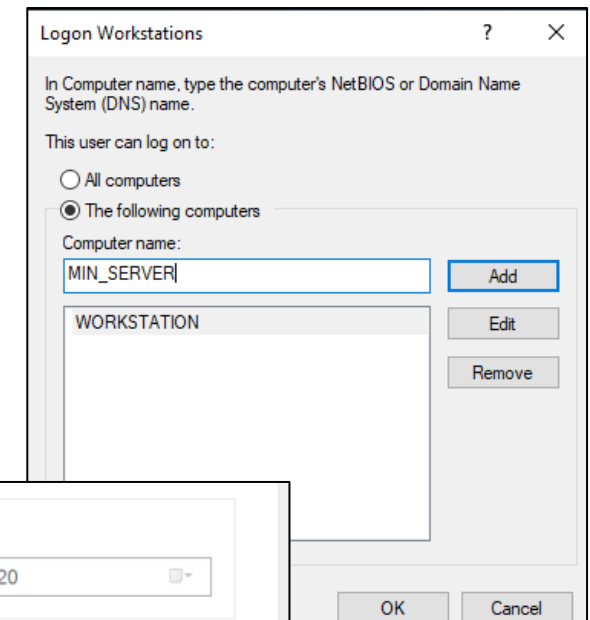 Logon Workstations ?
In Computer name, type the computer's NetBIOS or Domain Name
System (DNS) name.
This user can log on to:
All computers
The following computers
Computer name:
MIN_SERVER
Add
WORKSTATION
Edit
Remove
20
OK
Cancel